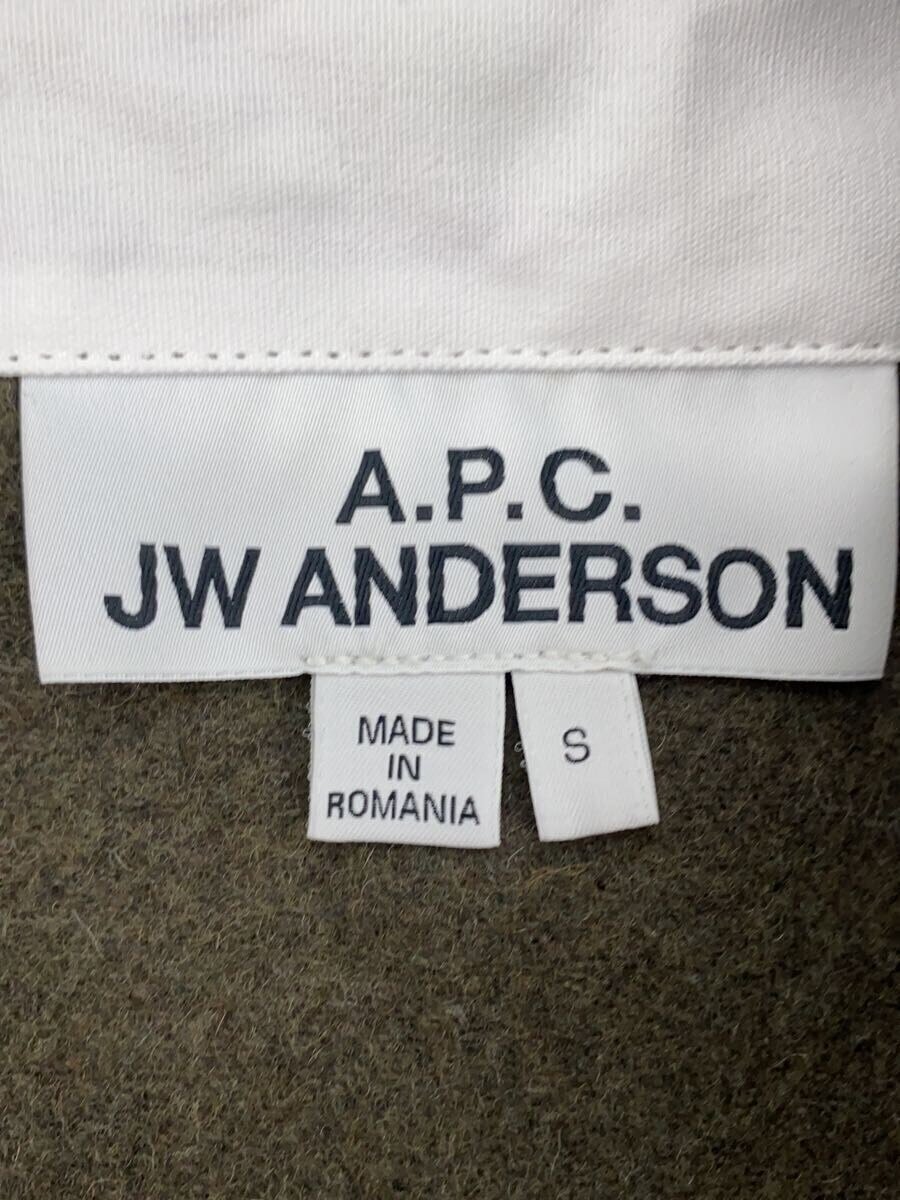 A.P.C.
JW ANDERSON
MADE
IN
ROMANIA
S